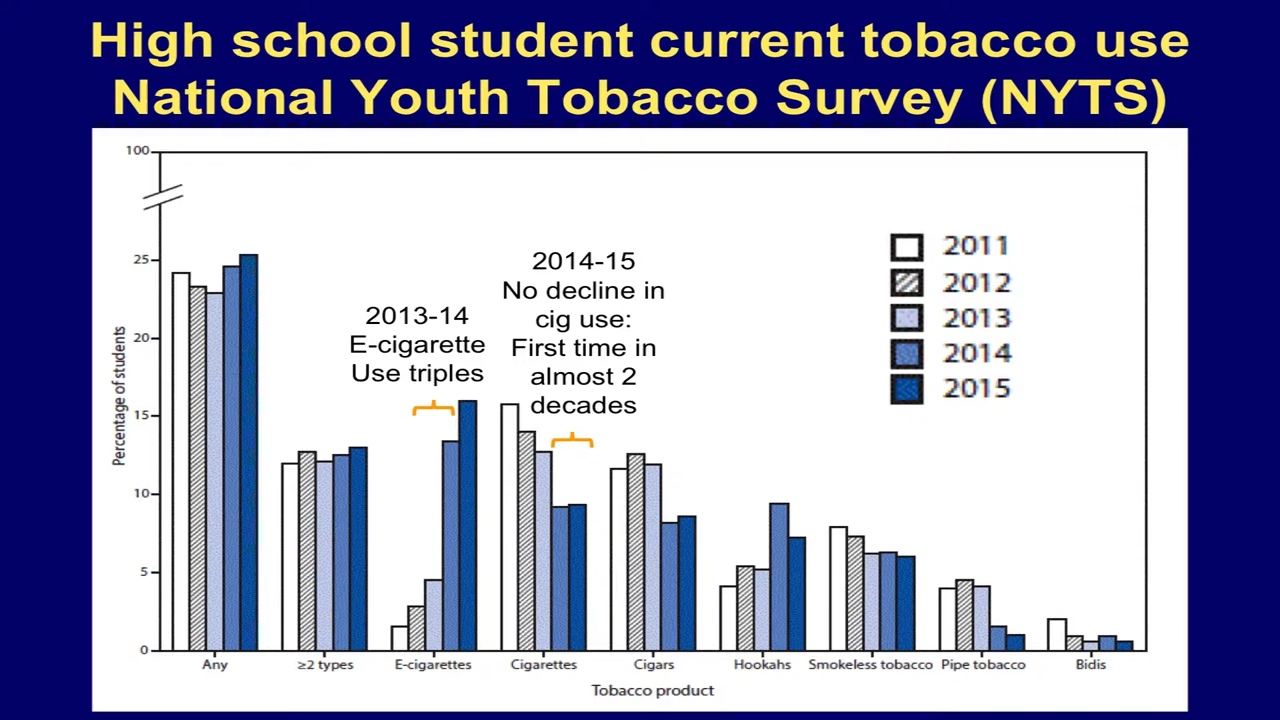 High school student current tobacco use
National Youth Tobacco Survey (NYTS)
100
25
20
15
10
5
0
Percentage of students
2013-14
E-cigarette
Use triples
2014-15
No decline in
cig use:
First time in
almost 2
decades
2011
2012
2013
2014
2015
Any
≥2 types
E-cigarettes
Cigarettes
Cigars
Hookahs
Smokeless tobacco
Pipe tobacco
Bidis
Tobacco product